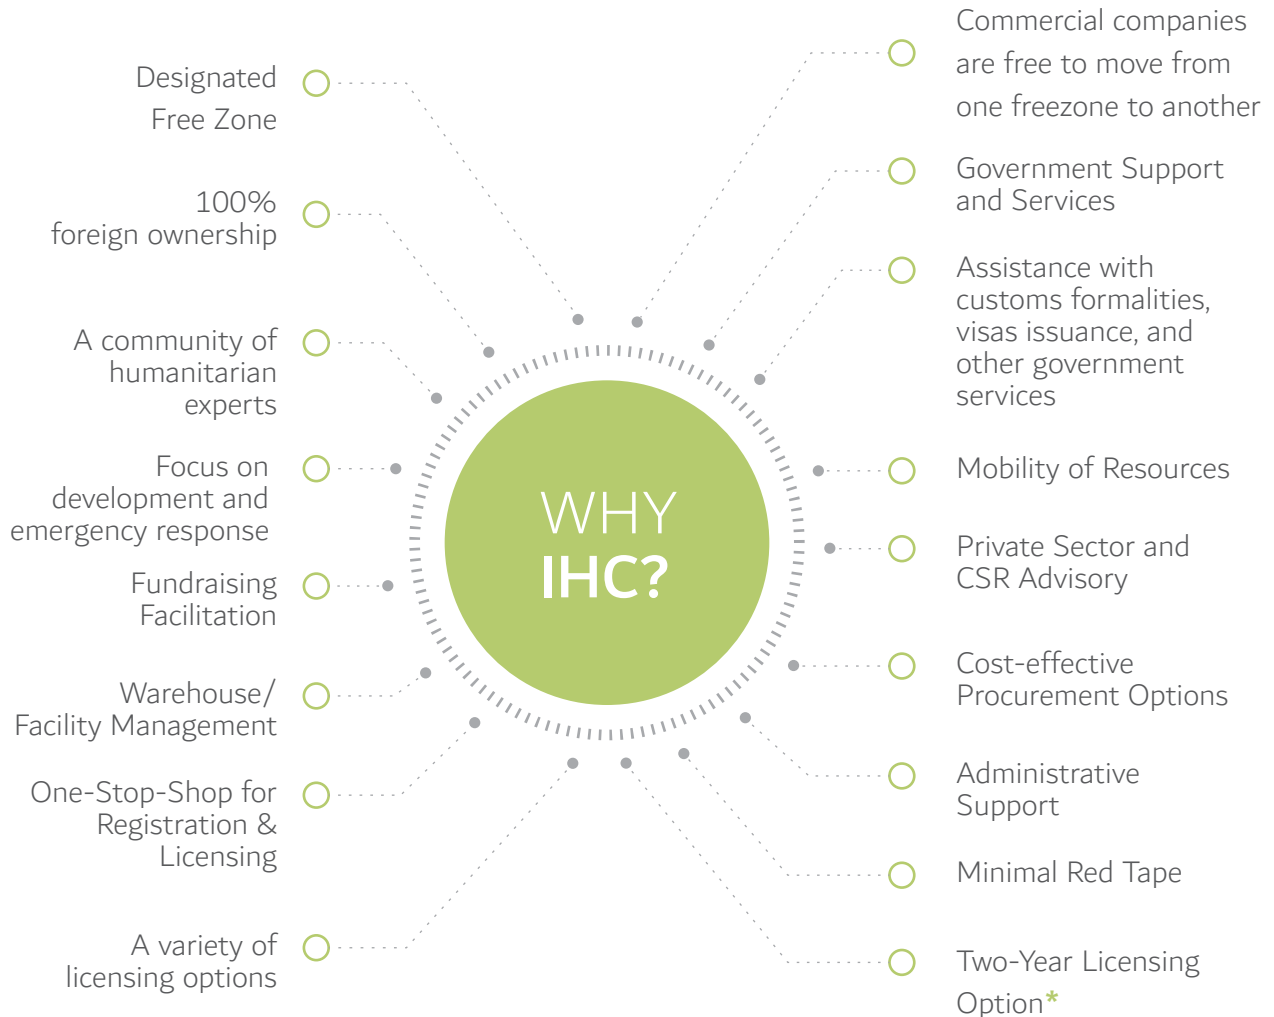 Designated
Free Zone
100%
foreign ownership
A community of
humanitarian
experts
Focus on
development and
emergency response
Fundraising
Facilitation
Warehouse/
Facility Management
One-Stop-Shop for
Registration &
Licensing
A variety of
licensing options
WHY
IHC?
Commercial companies
are free to move from
one freezone to another
Government Support
and Services
Assistance with
customs formalities,
visas issuance, and
other government
services
Mobility of Resources
Private Sector and
CSR Advisory
Cost-effective
Procurement Options
Administrative
Support
Minimal Red Tape
Two-Year Licensing
Option*